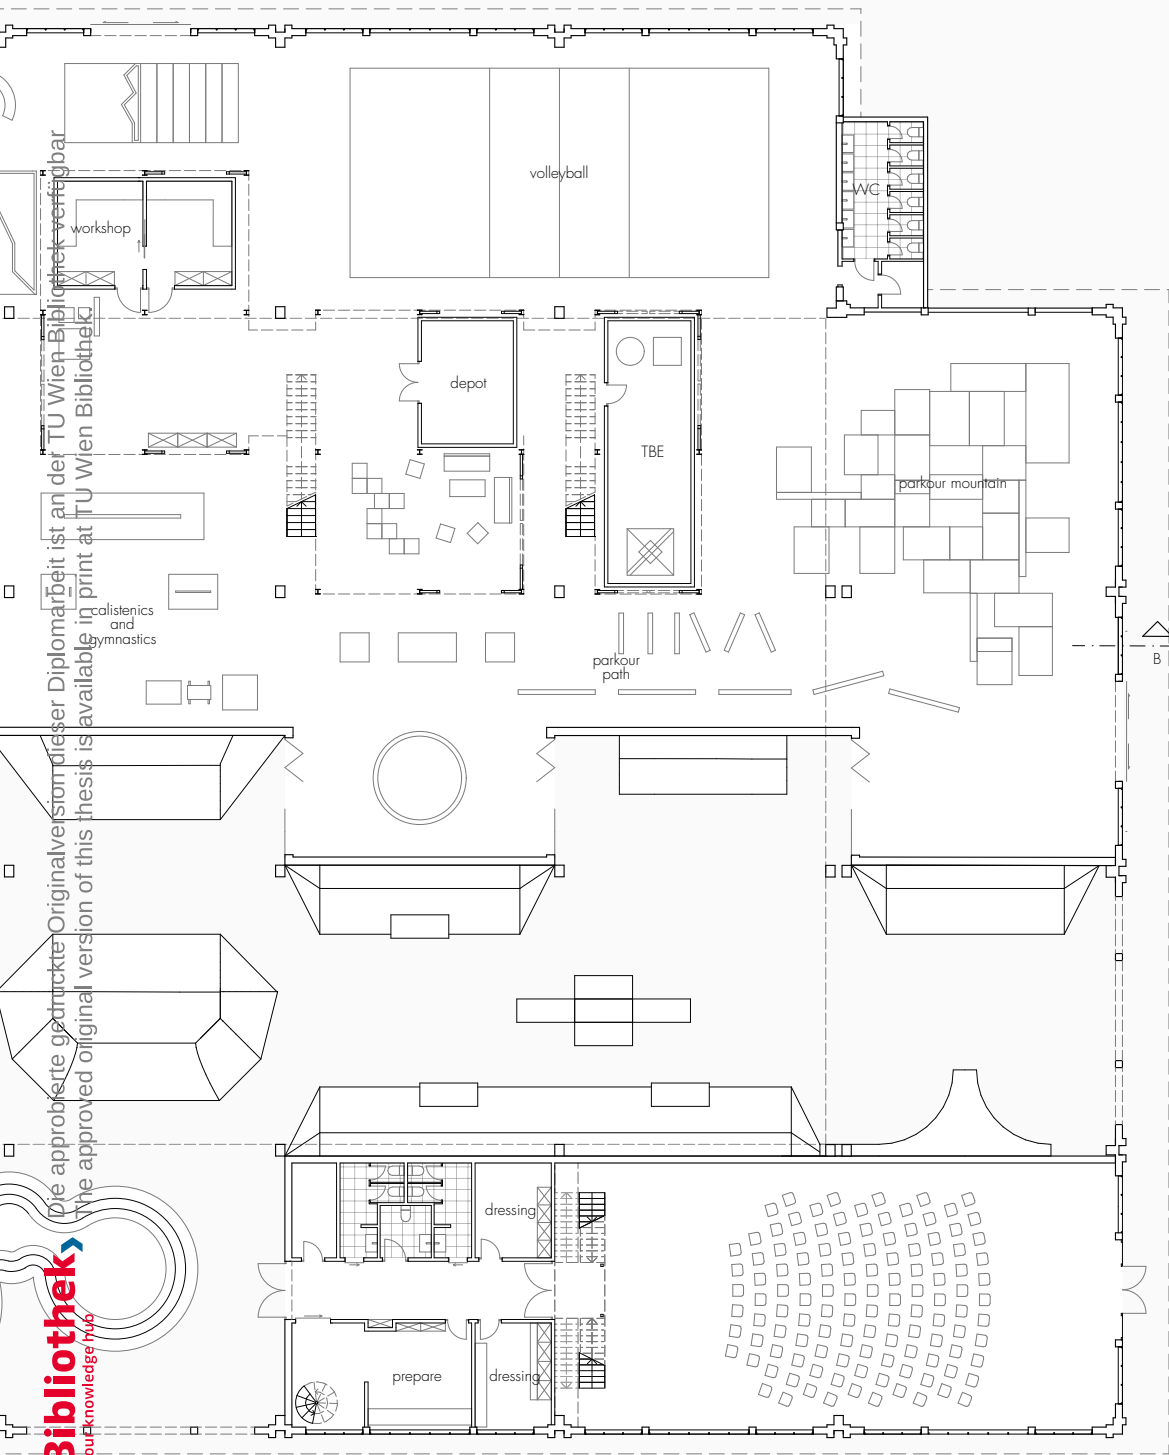 volleyball
WC
workshop
depot
TBE
parkour mountain
calistenics
and
gymnastics
parkour
path
B
dressing
prepare
dressing
Die approbierte gedruckte Originalversion dieser Diplomarbeit ist an der TU Wien Bibliothek verfügbar
The approved original version of this thesis is available in print at TU Wien Bibliothek.
Bibliothek
our knowledge hub